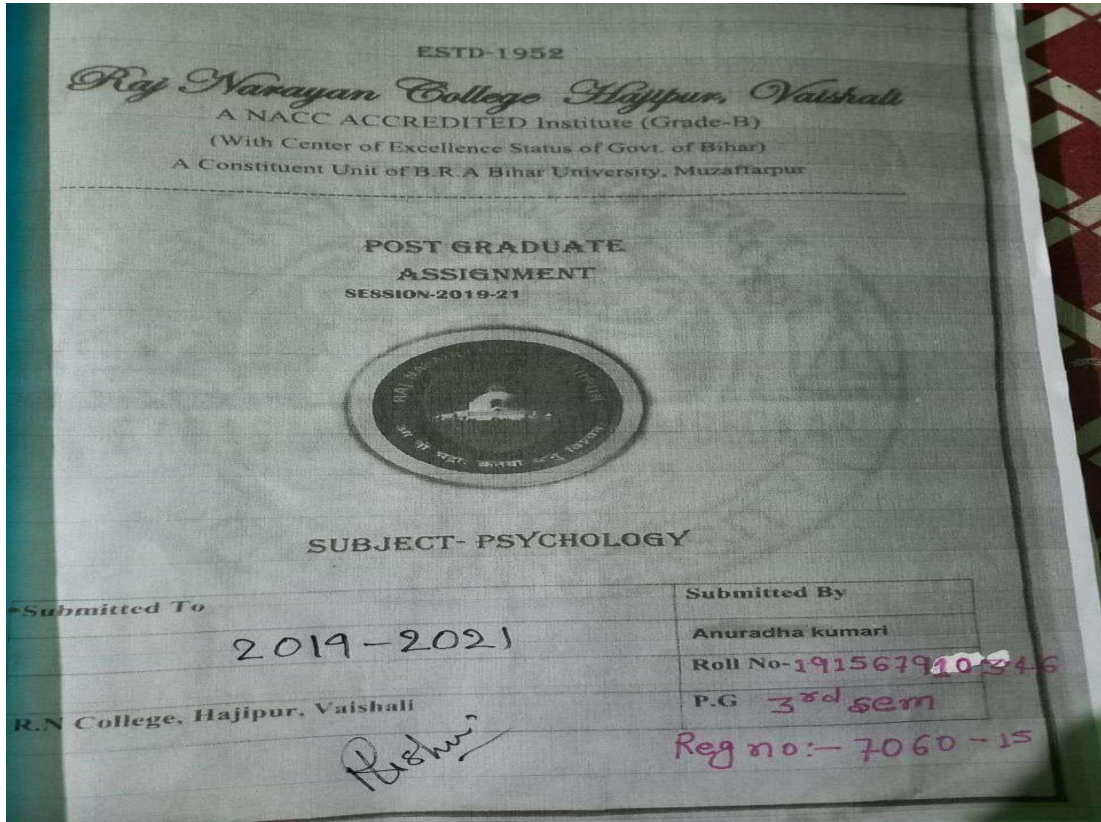 ESTD-1952
Raj Narayan College Hajipur, Vaishali
A NACC ACCREDITED Institute (Grade-B)
(With Center of Excellence Status of Govt. of Bihar)
A Constituent Unit of B.R.A Bihar University, Muzaffarpur
POST GRADUATE
ASSIGNMENT
SESSION-2019-21
RAJ
SUBJECT- PSYCHOLOGY
Submitted To
2019-2021
R.N College, Hajipur, Vaishali
Submitted By
Anuradha kumari
Roll No-191567910346
P.G 3rd sem
Reg no:- 7060-15